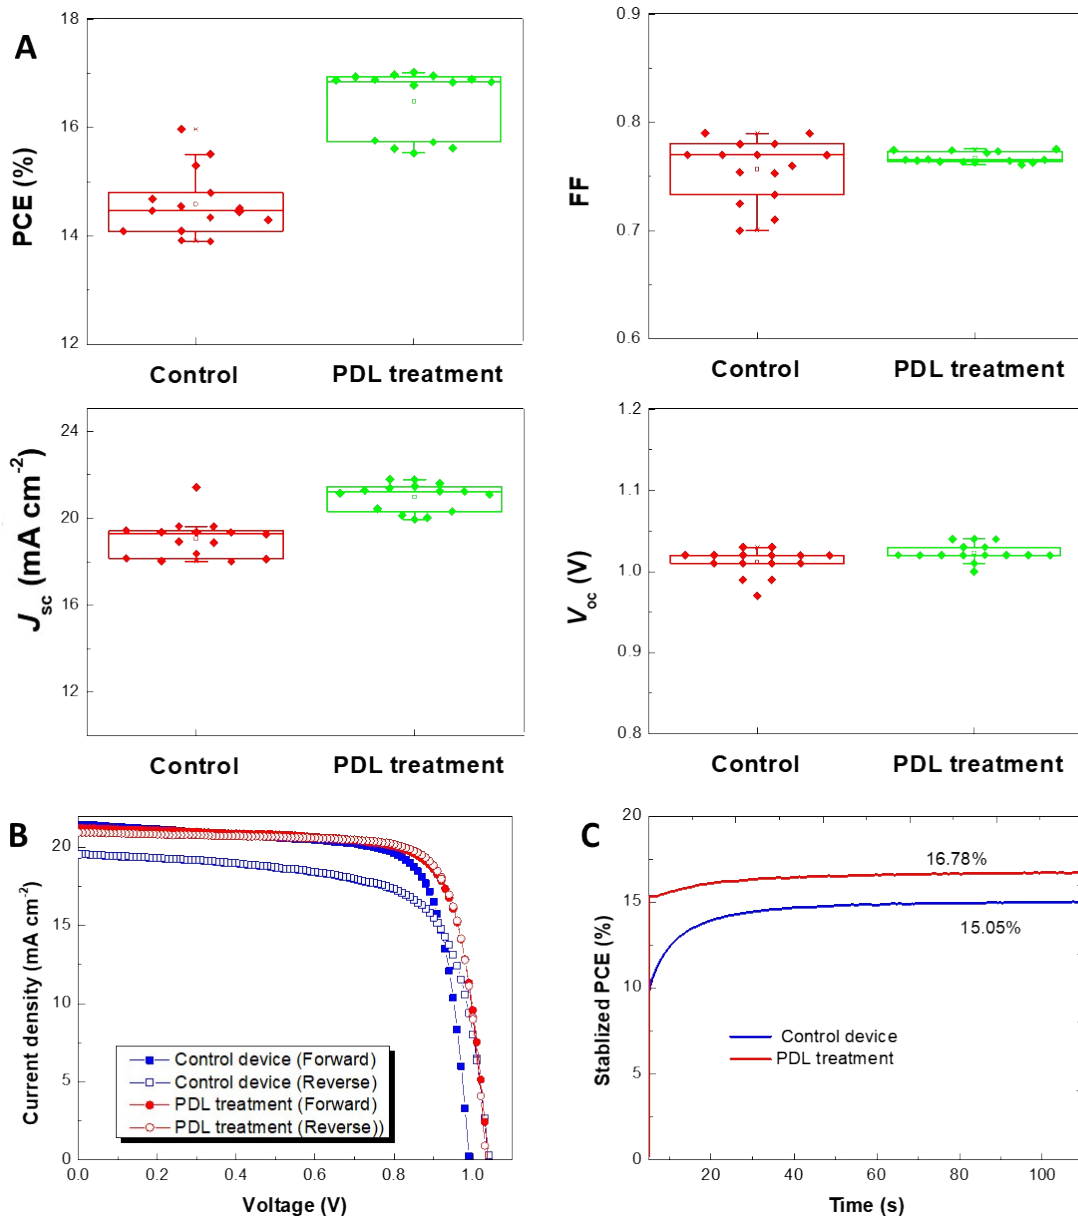 A
PCE (%)
18
16
14
12
Control
PDL treatment
FF
0.9
0.8
0.7
0.6
Control
PDL treatment
Jsc (mA cm-2)
24
20
16
12
Control
PDL treatment
Voc (V)
1.2
1.1
1.0
0.9
0.8
Control
PDL treatment
B
Current density (mA cm-2)
20
15
10
5
0
Control device (Forward)
Control device (Reverse)
PDL treatment (Forward)
PDL treatment (Reverse))
0.0
0.2
0.4
0.6
0.8
1.0
Voltage (V)
C
Stablized PCE (%)
20
15
10
5
0
16.78%
15.05%
Control device
PDL treatment
20
40
60
80
100
Time (s)